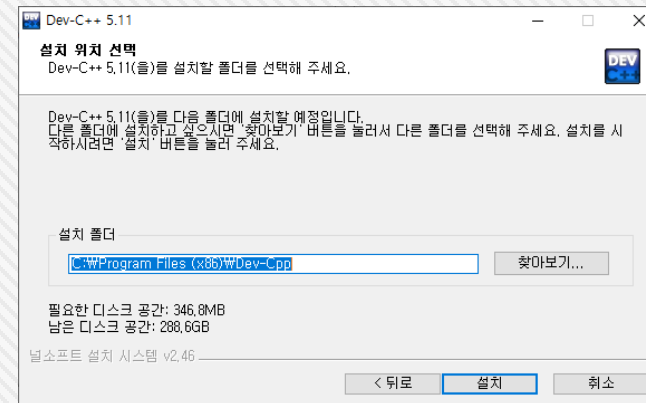 Dev-C++ 5.11
설치 위치 선택
Dev-C++ 5.11(을)를 설치할 폴더를 선택해 주세요.
DEV
C++
Dev-C++ 5.11(을)를 다음 폴더에 설치할 예정입니다.
다른 폴더에 설치하고 싶으시면 '찾아보기' 버튼을 눌러서 다른 폴더를 선택해 주세요. 설치를 시
작하시려면 '설치' 버튼을 눌러 주세요.
설치 폴더
C:₩Program Files (x86)₩Dev-Cpp
찾아보기...
필요한 디스크 공간: 346.8MB
남은 디스크 공간: 288.6GB
널소프트 설치 시스템 v2.46
< 뒤로
설치
취소